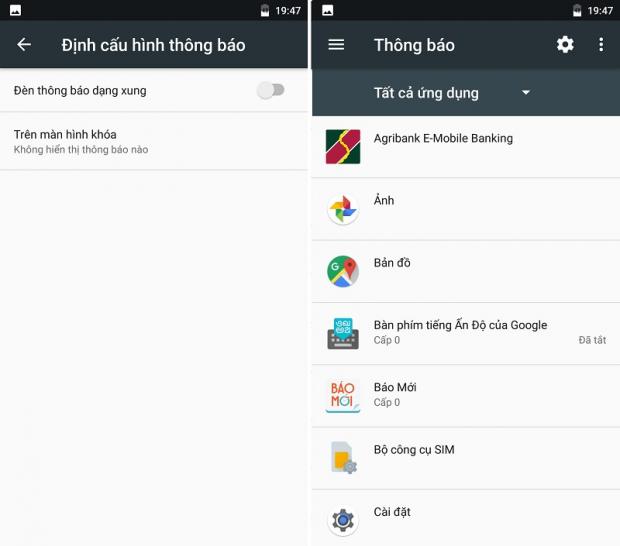 19:47
Định cấu hình thông báo
Đèn thông báo dạng xung
Trên màn hình khóa
Không hiển thị thông báo nào
19:47
Thông báo
Tất cả ứng dụng
Agribank E-Mobile Banking
Ảnh
Bản đồ
Bàn phím tiếng Ấn Độ của Google
Cấp 0
Đã tắt
BÁO
MỚI
Báo Mới
Cấp 0
Bộ công cụ SIM
Cài đặt